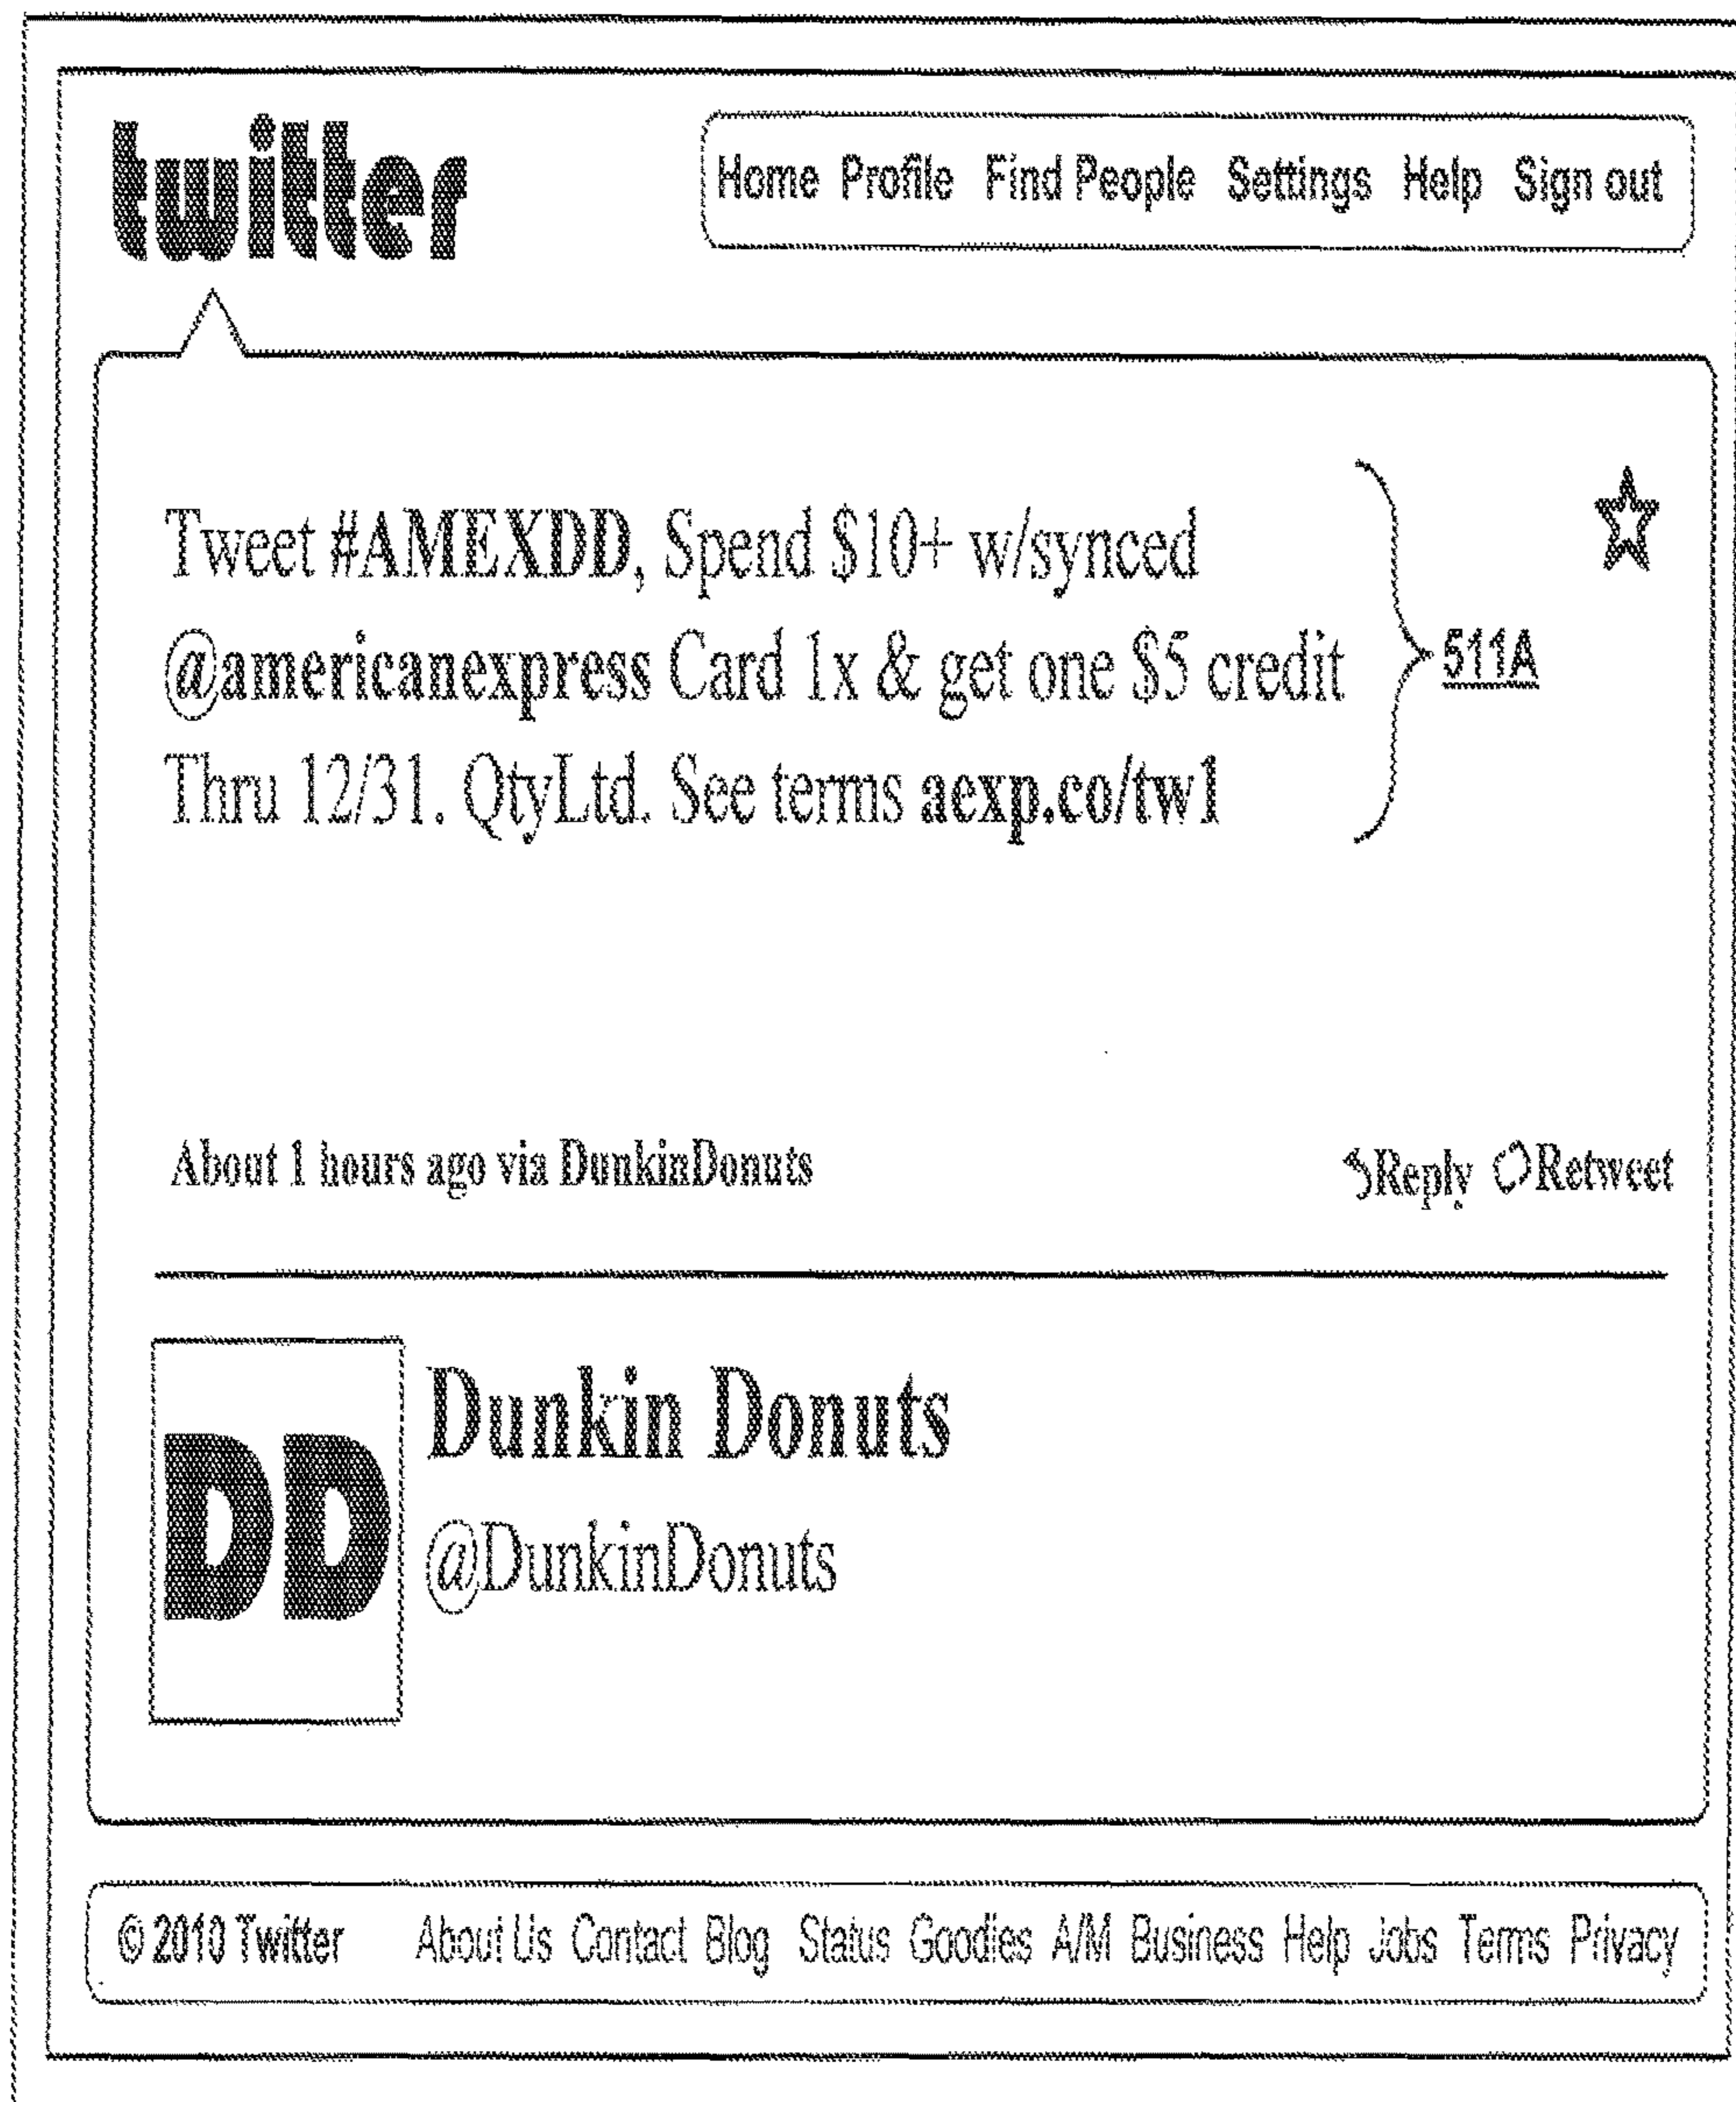 twitter
Home Profile Find People Settings Help Sign out
Tweet #AMEXDD, Spend $10+ w/synced
@americanexpress Card 1x & get one $5 credit
Thru 12/31. QtyLtd. See terms aexp.co/tw1
511A
About 1 hours ago via DunkinDonuts
Reply Retweet
DD
Dunkin Donuts
@DunkinDonuts
© 2010 Twitter About Us Contact Blog Status Goodies A/M Business Help Jobs Terms Privacy